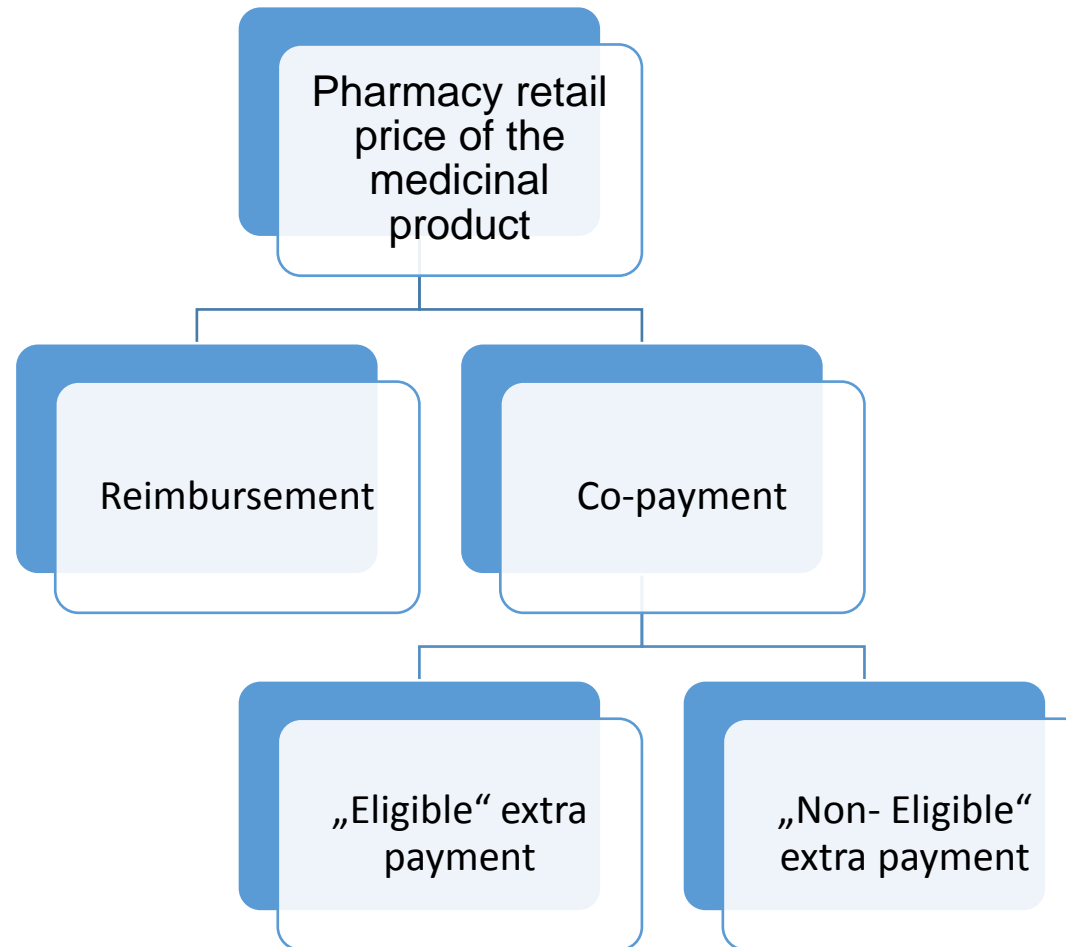 Pharmacy retail
price of the
medicinal
product
Reimbursement
Co-payment
„Eligible“ extra
payment
„Non- Eligible“
extra payment